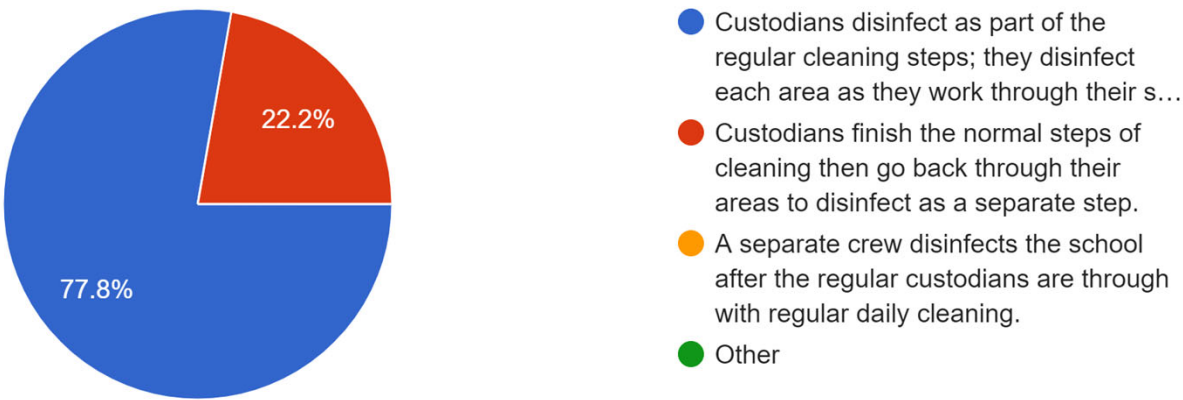 22.2%
77.8%
Custodians disinfect as part of the
regular cleaning steps; they disinfect
each area as they work through their s…
Custodians finish the normal steps of
cleaning then go back through their
areas to disinfect as a separate step.
A separate crew disinfects the school
after the regular custodians are through
with regular daily cleaning.
Other